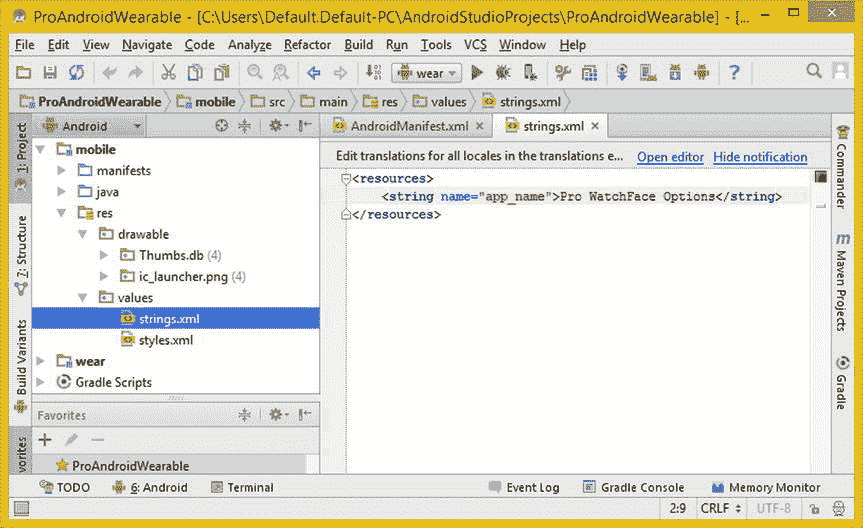 ProAndroidWearable - [C:\Users\Default.Default-PC\AndroidStudioProjects\ProAndroidWearable] - [...
File Edit View Navigate Code Analyze Refactor Build Run Tools VCS Window Help
wear
ProAndroidWearable mobile src main res values strings.xml
1: Project
7: Structure
Build Variants
vorites
Android
mobile
manifests
java
res
drawable
Thumbs.db (4)
ic_launcher.png (4)
values
strings.xml
styles.xml
wear
Gradle Scripts
Favorites
ProAndroidWearable
AndroidManifest.xml strings.xml
Edit translations for all locales in the translations e... Open editor Hide notification
<resources>
<string name="app_name">Pro WatchFace Options</string>
</resources>
Commander
Maven Projects
Gradle
TODO 6: Android Terminal Event Log Gradle Console Memory Monitor
2:9 CRLF UTF-8